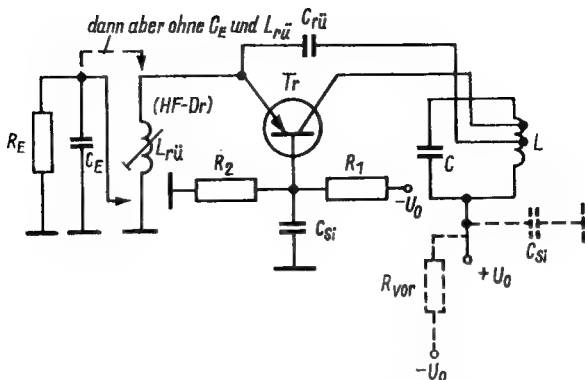 dann aber ohne C_E und L_rü
C_rü
Tr
(HF-Dr)
R_E
C_E
L_rü
R_2
R_1
-U_0
C
L
C_si
C_si
+U_0
R_vor
-U_0